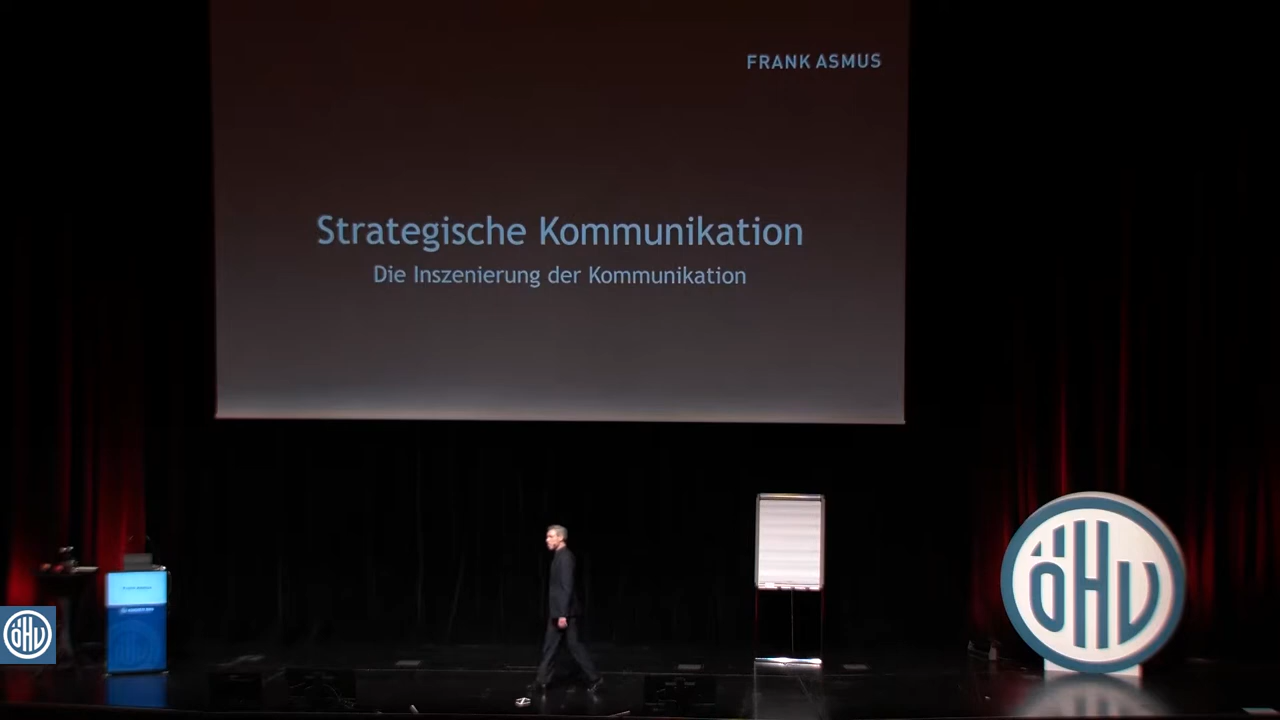 FRANK ASMUS
Strategische Kommunikation
Die Inszenierung der Kommunikation
ÖHV
ÖHV